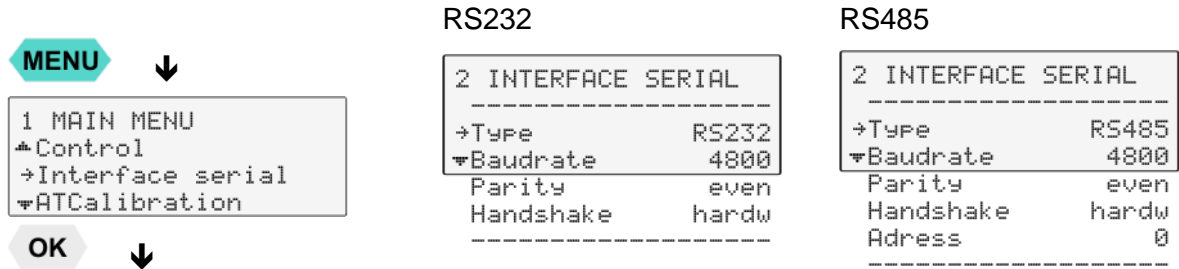 MENU
1 MAIN MENU
Control
→Interface serial
ATCalibration
OK
RS232
2 INTERFACE SERIAL
--------------------
→Type RS232
Baudrate 4800
Parity even
Handshake hardw
--------------------
RS485
2 INTERFACE SERIAL
--------------------
→Type RS485
Baudrate 4800
Parity even
Handshake hardw
Adress 0
--------------------